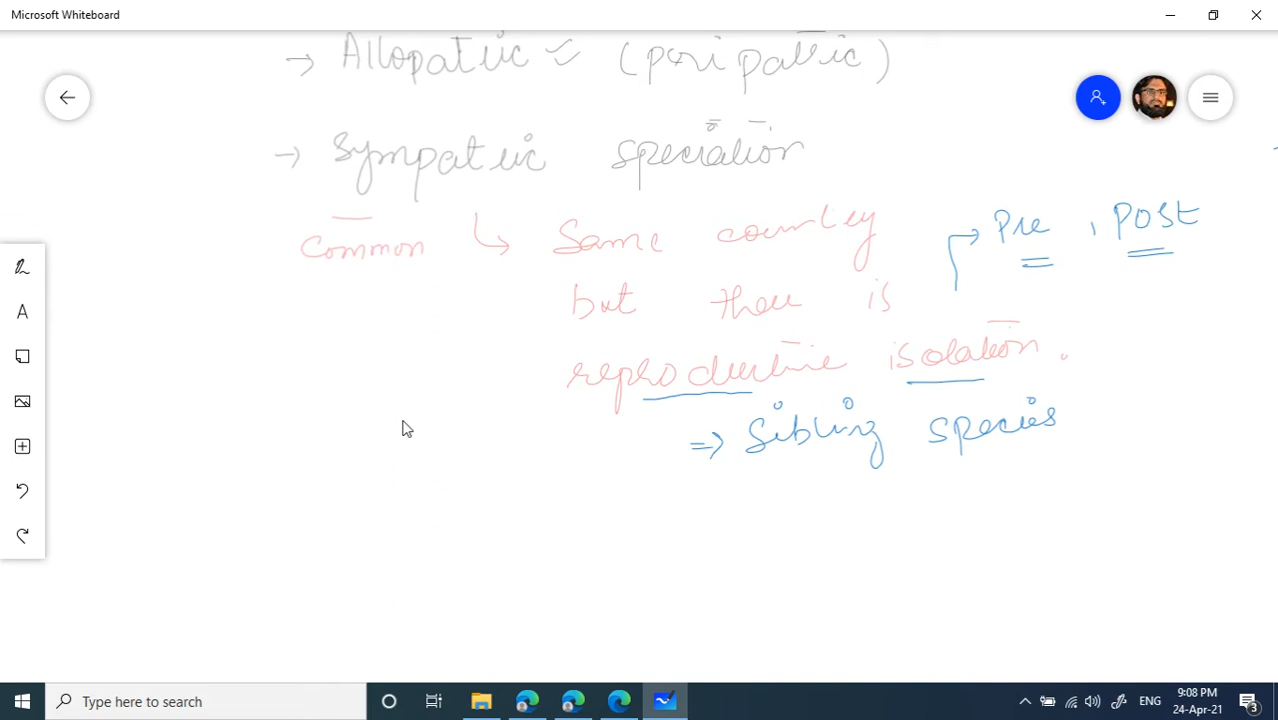 Microsoft Whiteboard
→ Allopatric ✓ (peripatric)
→ Sympatric speciation
Common ↳ Same country
→ Pre , POST
but there is
reproductive isolation.
⇒ Sibling species
Type here to search
ENG
9:08 PM
24-Apr-21
3